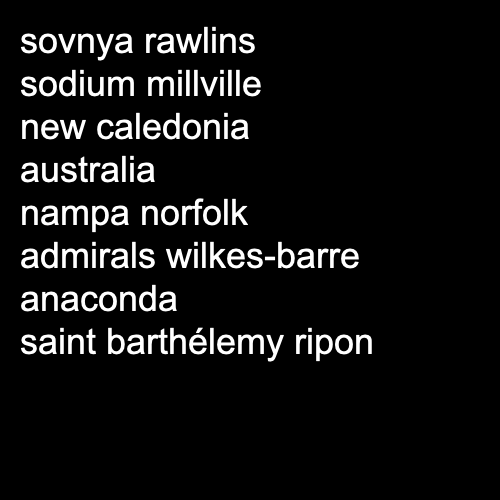 sovnya rawlins
sodium millville
new caledonia
australia
nampa norfolk
admirals wilkes-barre
anaconda
saint barthélemy ripon